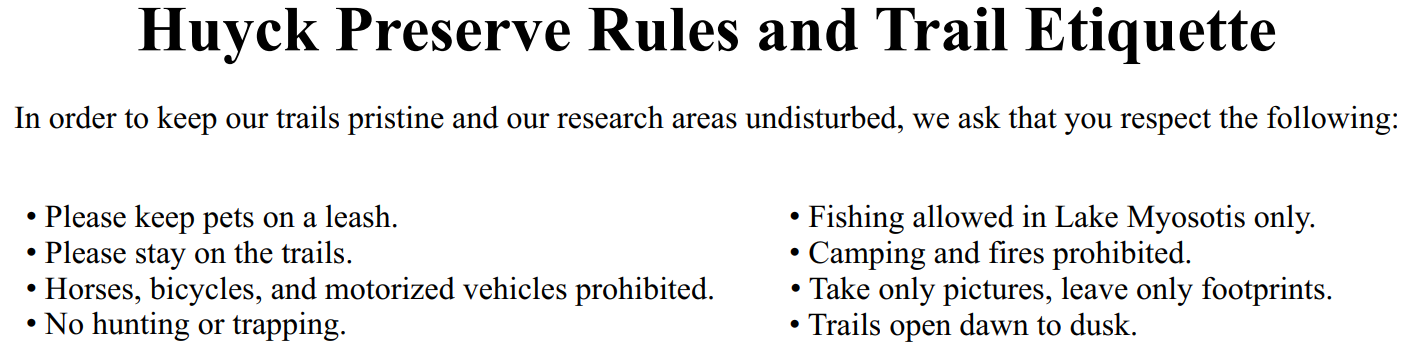 Huyck Preserve Rules and Trail Etiquette
In order to keep our trails pristine and our research areas undisturbed, we ask that you respect the following:
• Please keep pets on a leash.
• Please stay on the trails.
• Horses, bicycles, and motorized vehicles prohibited.
• No hunting or trapping.
• Fishing allowed in Lake Myosotis only.
• Camping and fires prohibited.
• Take only pictures, leave only footprints.
• Trails open dawn to dusk.